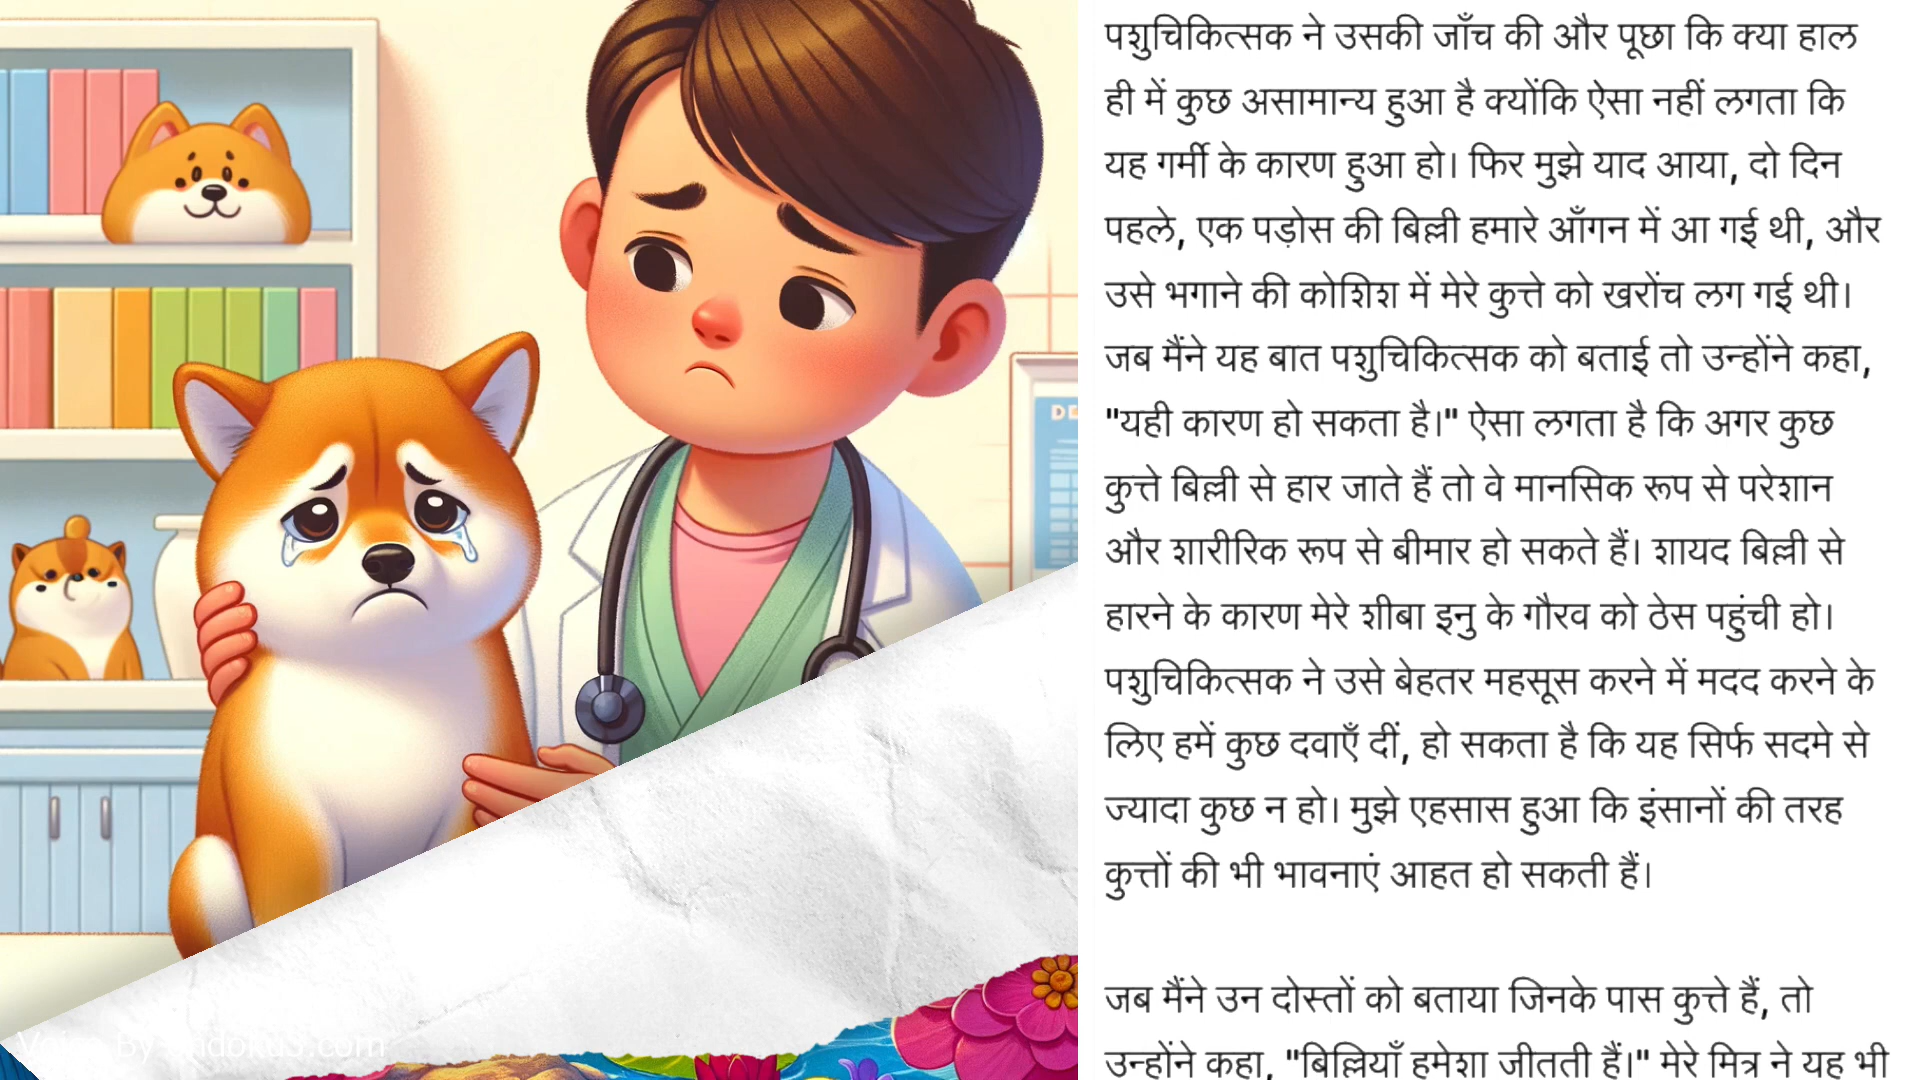 पशुचिकित्सक ने उसकी जाँच की और पूछा कि क्या हाल
ही में कुछ असामान्य हुआ है क्योंकि ऐसा नहीं लगता कि
यह गर्मी के कारण हुआ हो। फिर मुझे याद आया, दो दिन
पहले, एक पड़ोस की बिल्ली हमारे आँगन में आ गई थी, और
उसे भगाने की कोशिश में मेरे कुत्ते को खरोंच लग गई थी।
जब मैंने यह बात पशुचिकित्सक को बताई तो उन्होंने कहा,
"यही कारण हो सकता है।" ऐसा लगता है कि अगर कुछ
कुत्ते बिल्ली से हार जाते हैं तो वे मानसिक रूप से परेशान
और शारीरिक रूप से बीमार हो सकते हैं। शायद बिल्ली से
हारने के कारण मेरे शीबा इनु के गौरव को ठेस पहुंची हो।
पशुचिकित्सक ने उसे बेहतर महसूस करने में मदद करने के
लिए हमें कुछ दवाएँ दीं, हो सकता है कि यह सिर्फ सदमे से
ज्यादा कुछ न हो। मुझे एहसास हुआ कि इंसानों की तरह
कुत्तों की भी भावनाएं आहत हो सकती हैं।
जब मैंने उन दोस्तों को बताया जिनके पास कुत्ते हैं, तो
उन्होंने कहा, "बिल्लियाँ हमेशा जीतती हैं।" मेरे मित्र ने यह भी